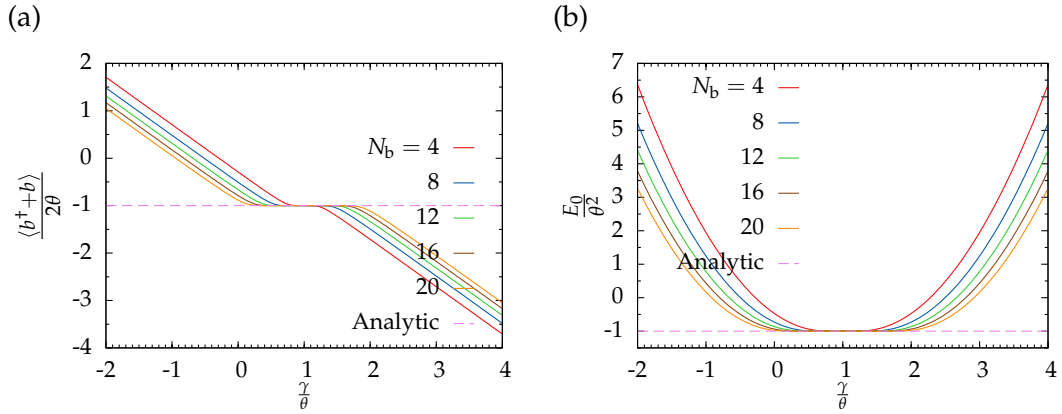 (a)
2
1
0
-1
-2
-3
-4
⟨b†+b⟩
2θ
N_b = 4
8
12
16
20
Analytic
-2 -1 0 1 2 3 4
γ
θ
(b)
7
6
5
4
3
2
1
0
-1
E_0
θ^2
N_b = 4
8
12
16
20
Analytic
-2 -1 0 1 2 3 4
γ
θ